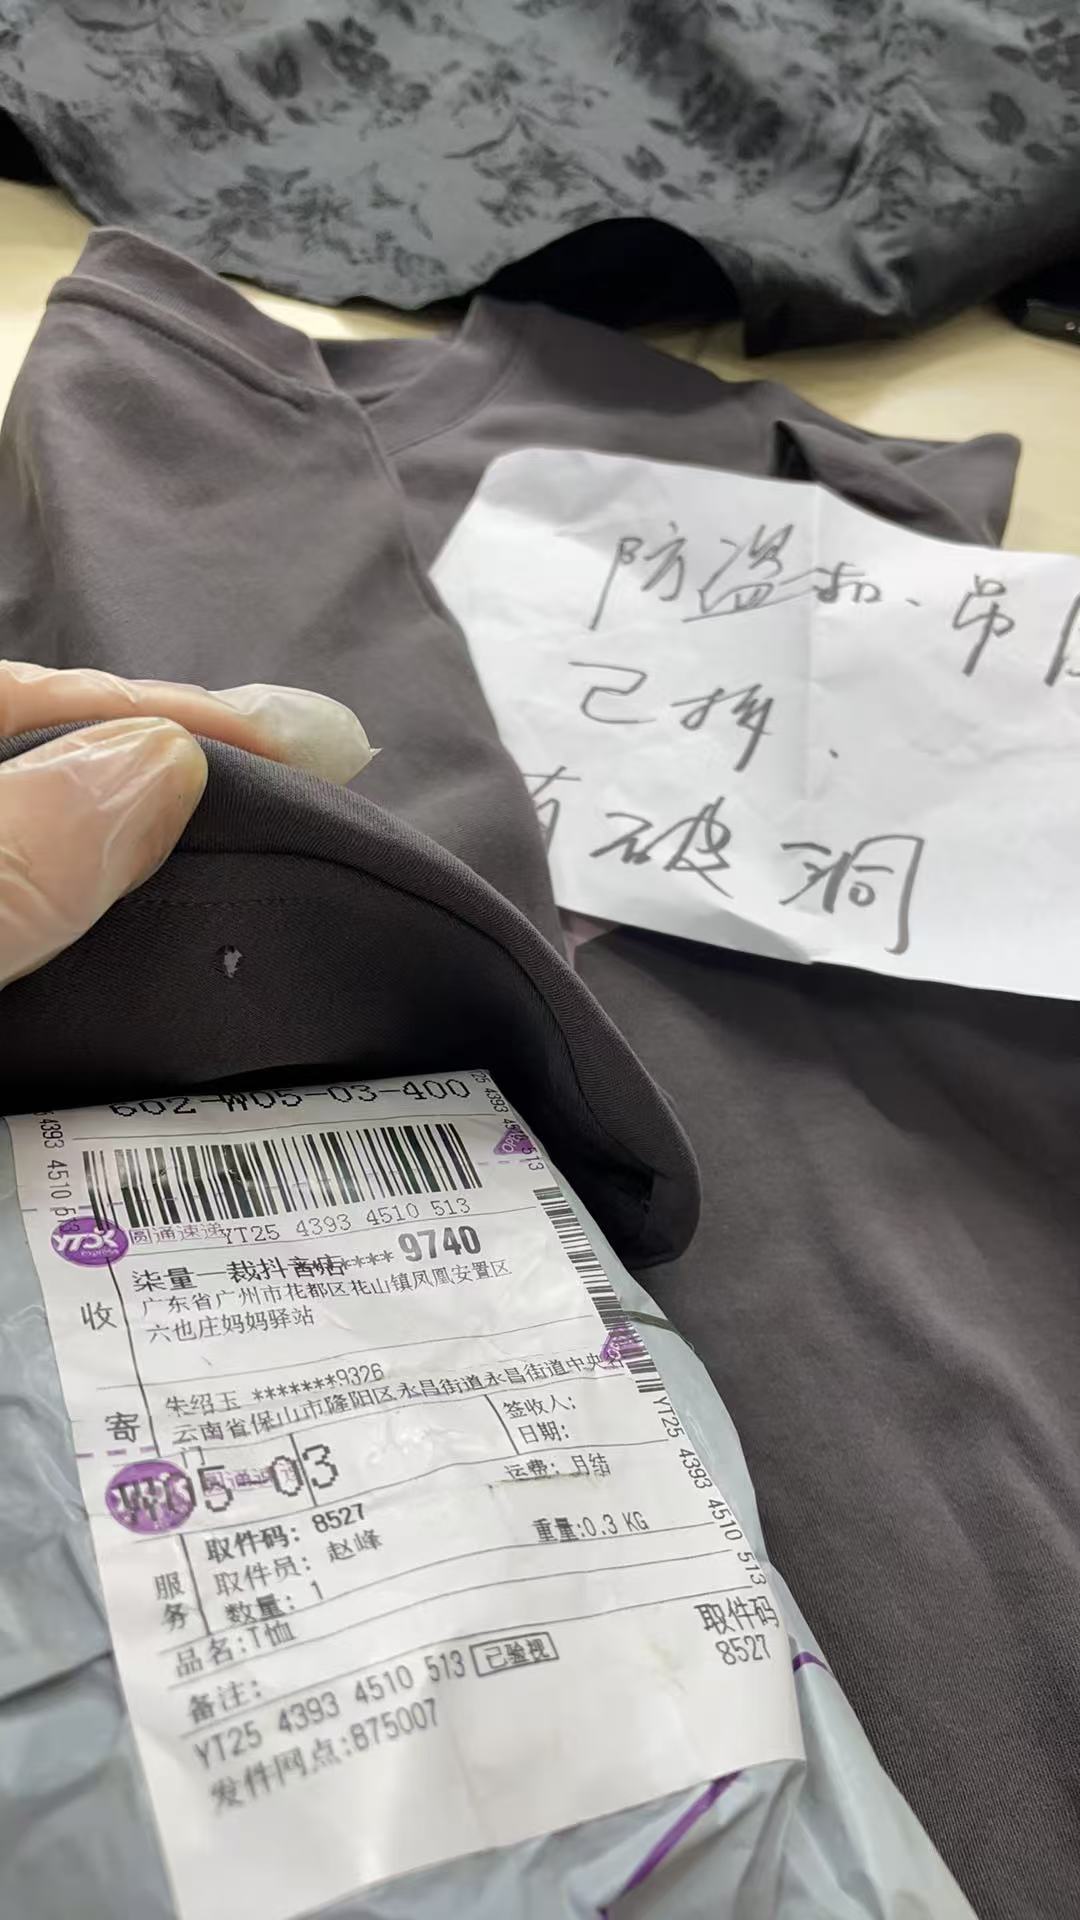 防盗扣、吊
已拆、
有破洞
602-W05-03-400
YT25 4393 4510 513
圆通速递
柒量一裁抖音店**** 9740
广东省广州市花都区花山镇凤凰安置区
六也庄妈妈驿站
收
朱绍玉 *******9326
云南省保山市隆阳区永昌街道永昌街道中央
门
寄
签收人:
日期:
W05-03
运费: 月结
取件码: 8527
取件员: 赵峰
重量:0.3 KG
数量: 1
服务
品名:T恤
备注:
取件码
8527
YT25 4393 4510 513 已验视
发件网点:875007
YT25 4393 4510 513